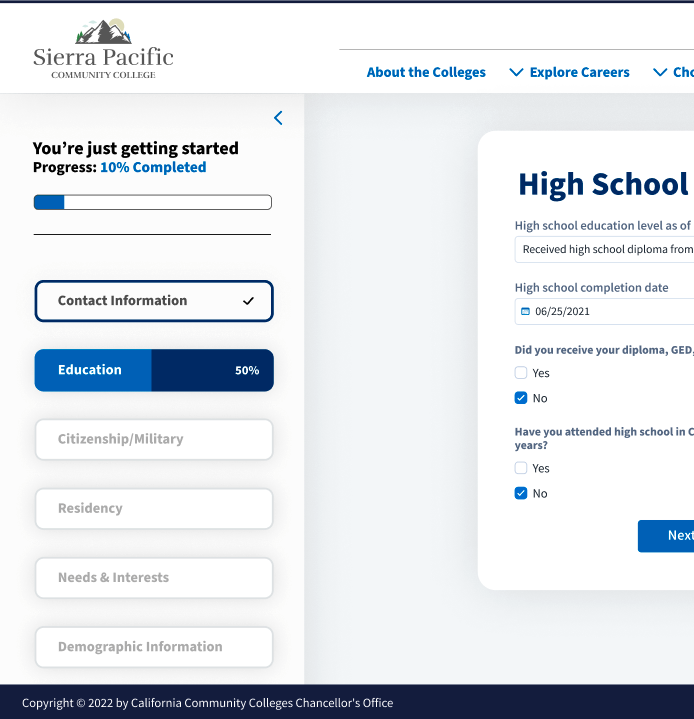 Sierra Pacific
COMMUNITY COLLEGE
About the Colleges
Explore Careers
You're just getting started
Progress: 10% Completed
Contact Information
Education 50%
Citizenship/Military
Residency
Needs & Interests
Demographic Information
High School
High school education level as of
Received high school diploma from
High school completion date
06/25/2021
Did you receive your diploma, GED,
Yes
No
Have you attended high school in C
years?
Yes
No
Next
Copyright © 2022 by California Community Colleges Chancellor's Office